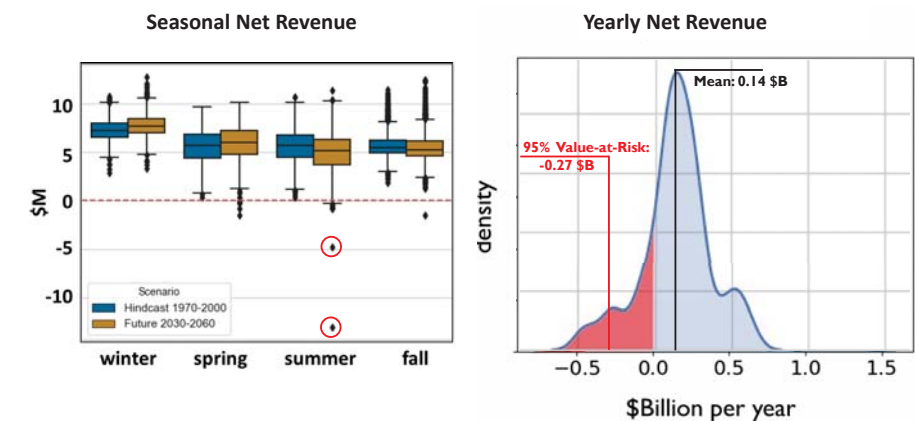 Seasonal Net Revenue
$M
10
5
0
-5
-10
Scenario
Hindcast 1970-2000
Future 2030-2060
winter spring summer fall
Yearly Net Revenue
Mean: 0.14 $B
95% Value-at-Risk:
-0.27 $B
density
−0.5 0.0 0.5 1.0 1.5
$Billion per year